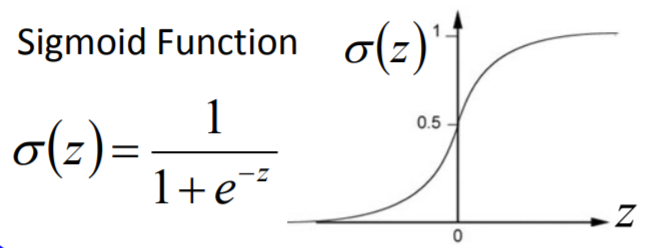 Sigmoid Function
σ(z)= 1 / 1+e^{-z}
σ(z)
1
0.5
0
z